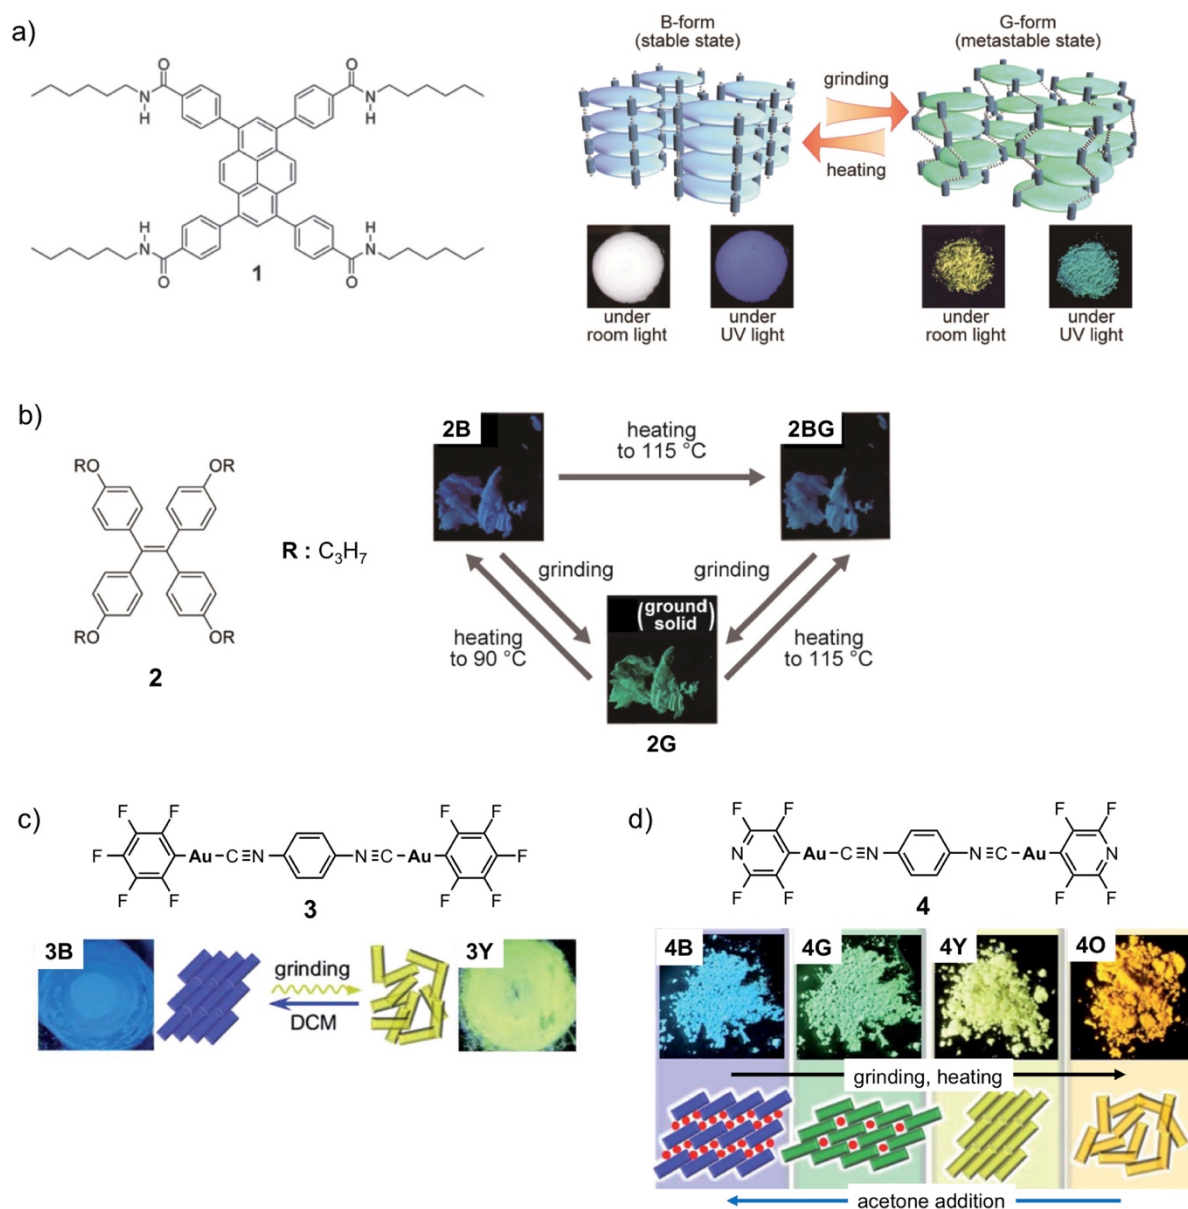 a)
O
N
H
O
N
H
H
N
O
H
N
O
1
B-form
(stable state)
G-form
(metastable state)
grinding
heating
under
room light
under
UV light
under
room light
under
UV light
b)
RO
OR
RO
OR
2
R : C₃H₇
2B
heating
to 115 °C
2BG
grinding
grinding
(ground
solid)
heating
to 90 °C
heating
to 115 °C
2G
c)
F
F
F
F
F
Au
C≡N
N≡C
Au
F
F
F
F
F
3
3B
grinding
DCM
3Y
d)
F
F
N
F
F
Au
C≡N
N≡C
Au
F
F
N
F
F
4
4B
4G
4Y
4O
grinding, heating
acetone addition